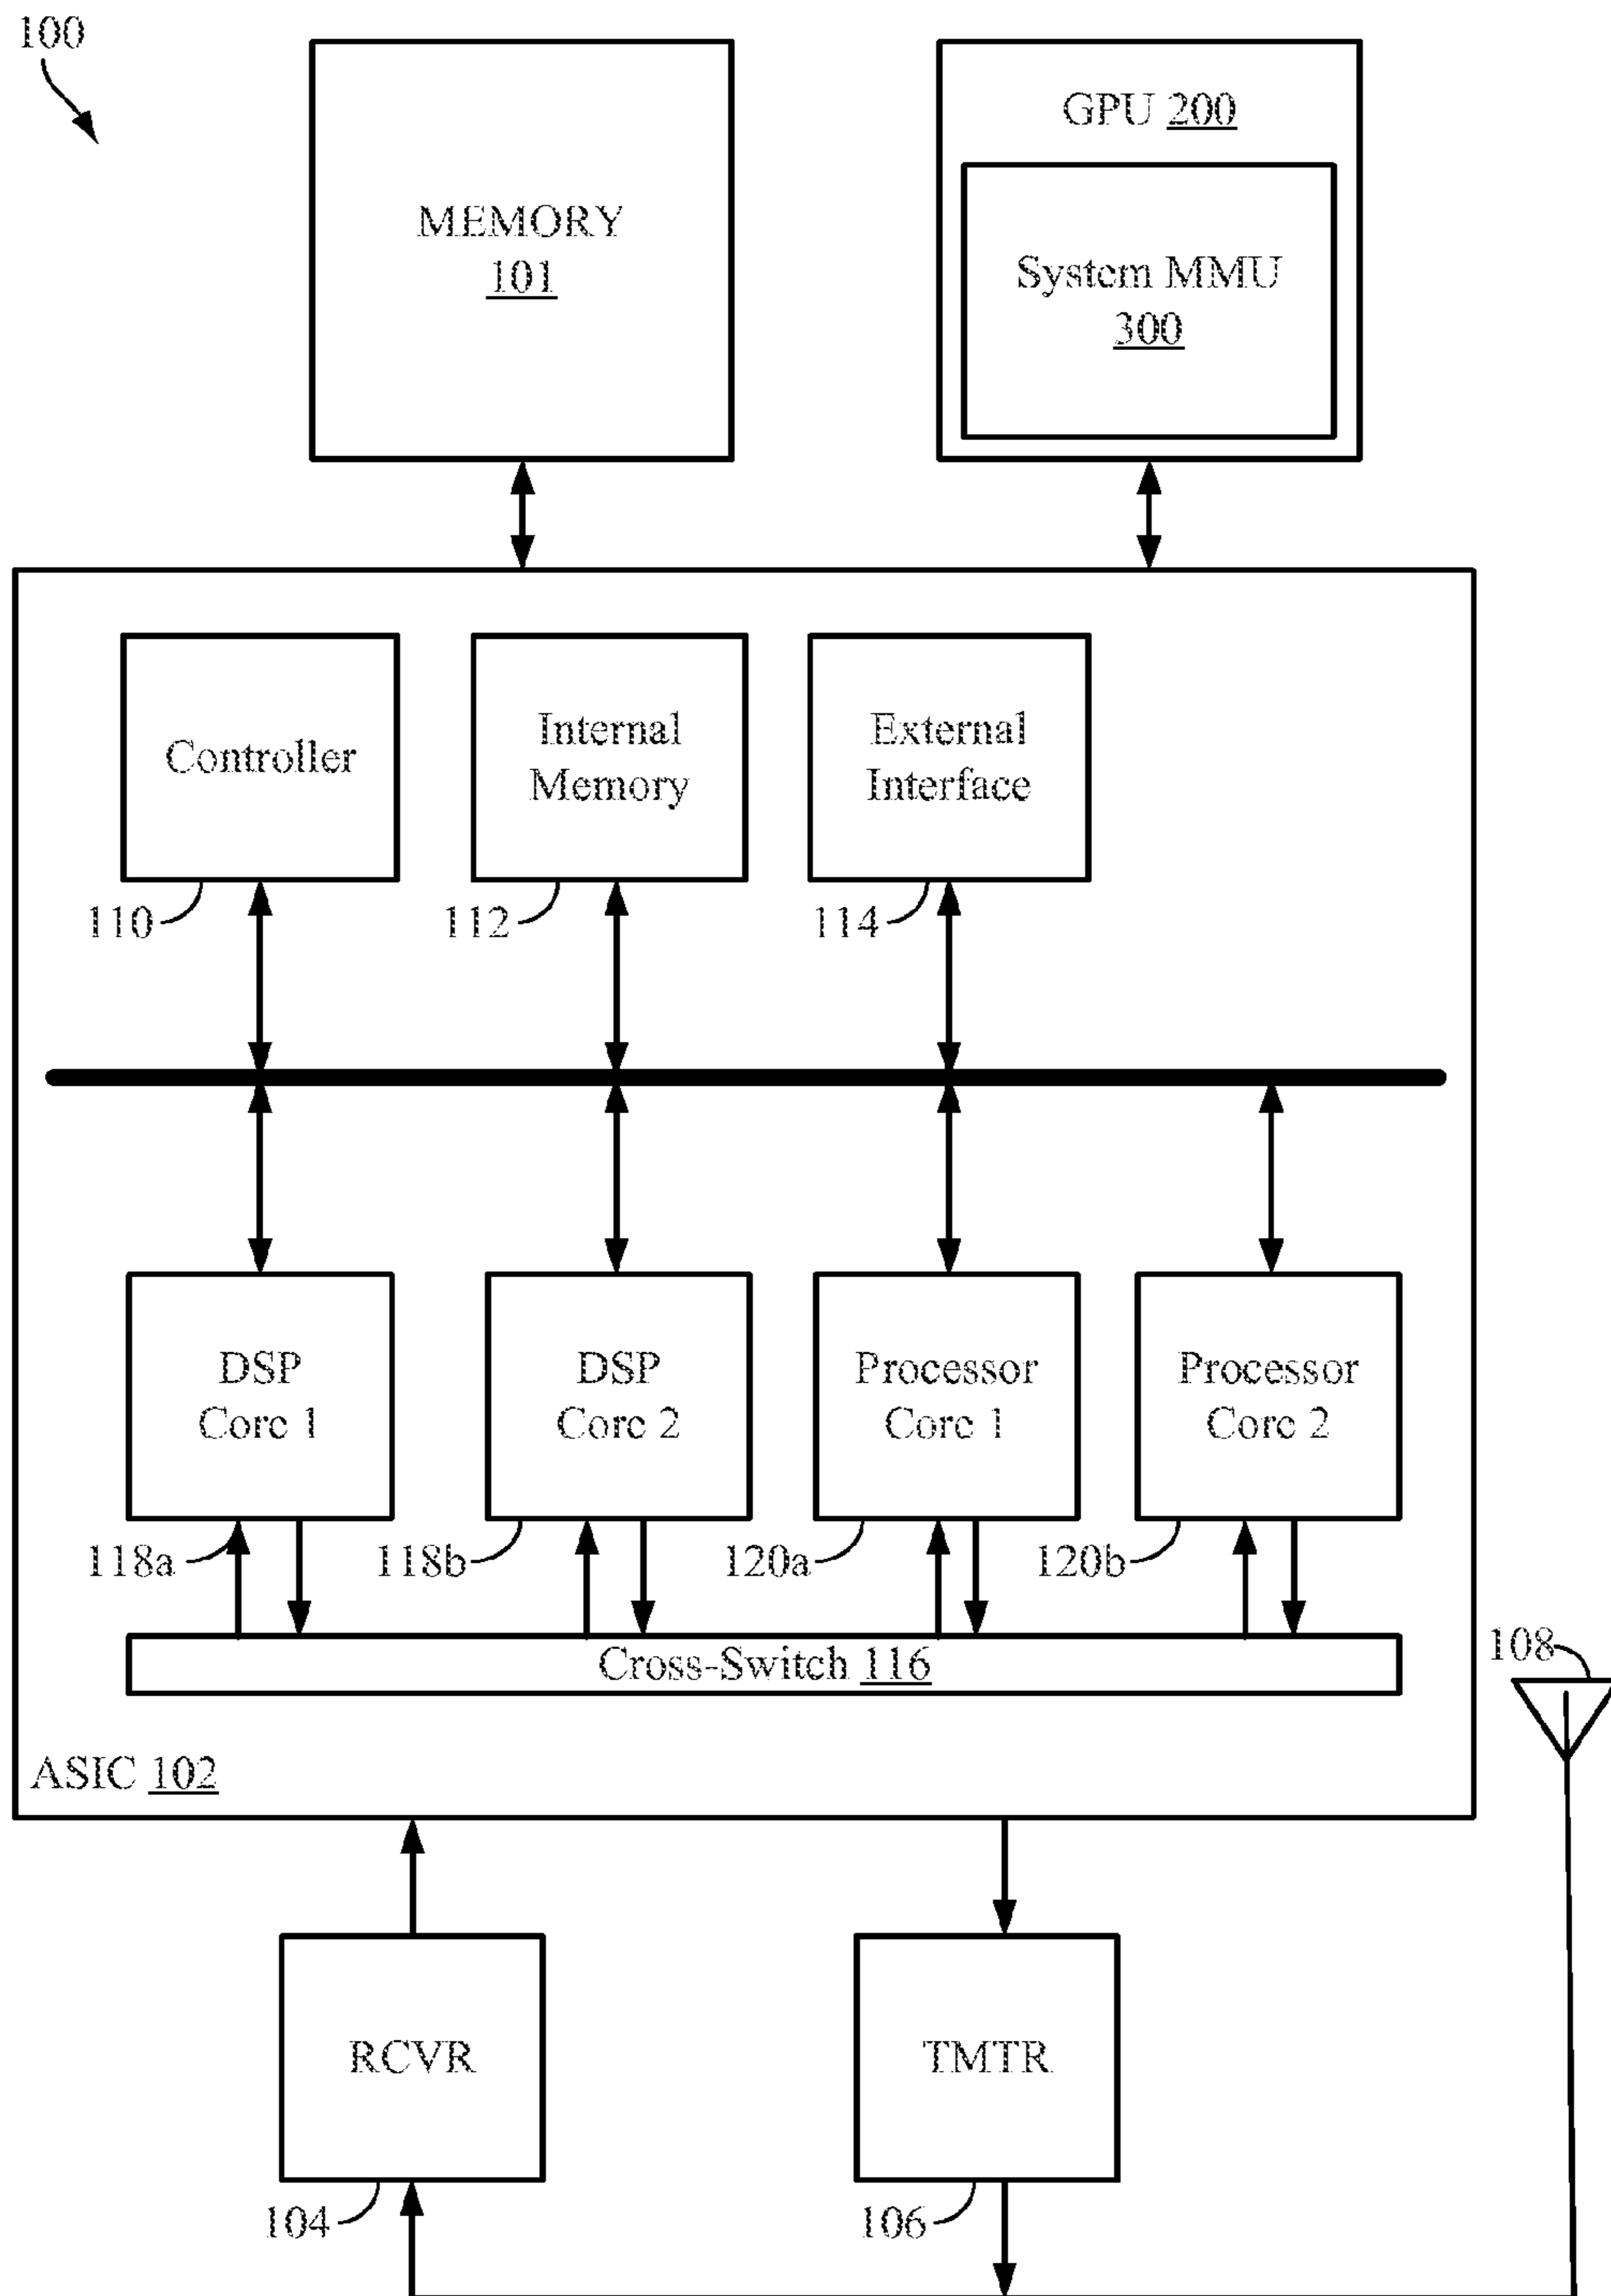 100
MEMORY
101
GPU 200
System MMU
300
Controller
110
Internal
Memory
112
External
Interface
114
DSP
Core 1
118a
DSP
Core 2
118b
Processor
Core 1
120a
Processor
Core 2
120b
Cross-Switch 116
ASIC 102
108
RCVR
104
TMTR
106